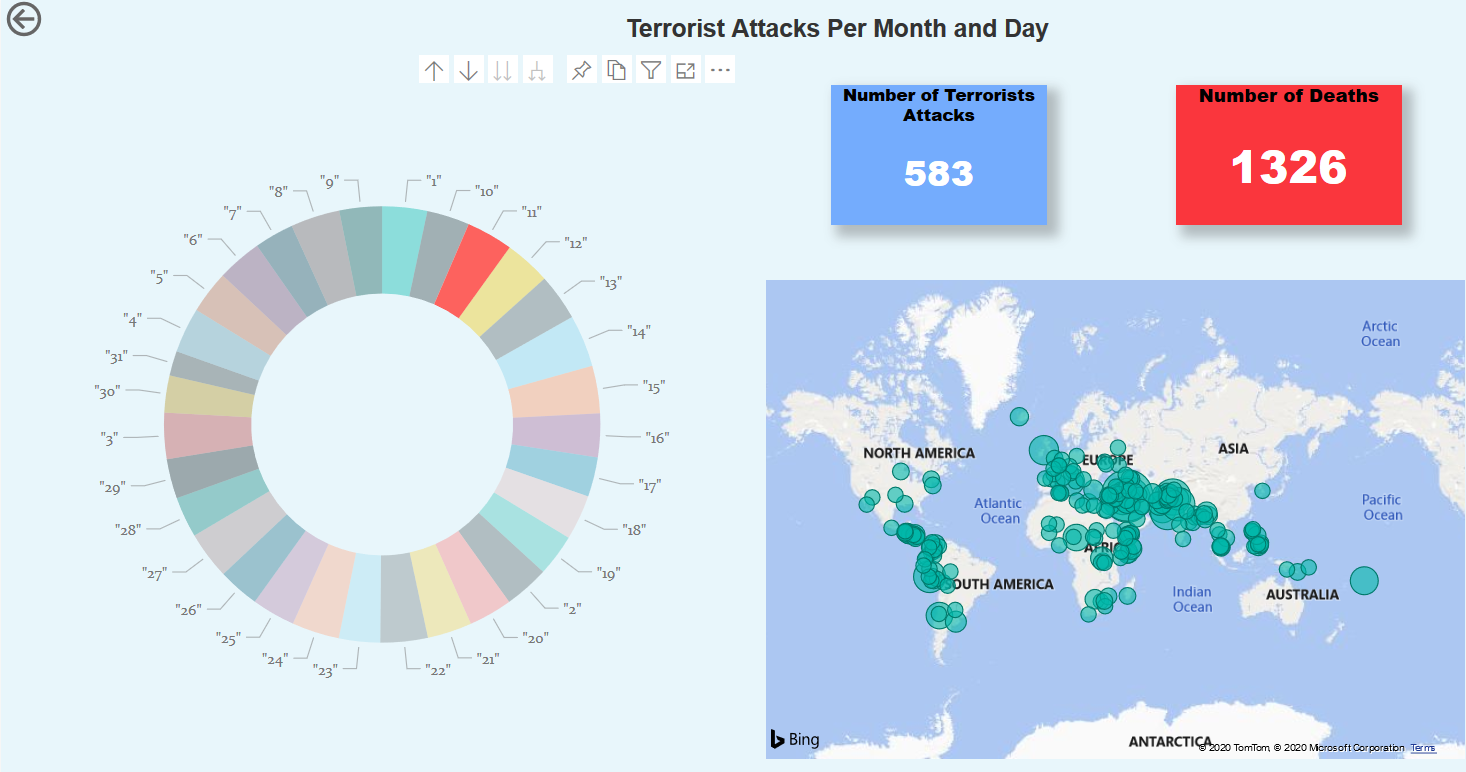 Terrorist Attacks Per Month and Day
Number of Terrorists
Attacks
583
Number of Deaths
1326
"1"
"10"
"11"
"12"
"13"
"14"
"15"
"16"
"17"
"18"
"19"
"2"
"20"
"21"
"22"
"23"
"24"
"25"
"26"
"27"
"28"
"29"
"3"
"30"
"31"
"4"
"5"
"6"
"7"
"8"
"9"
Arctic
Ocean
NORTH AMERICA
EUROPE
ASIA
Atlantic
Ocean
Pacific
Ocean
AFRIC
OUTH AMERICA
Indian
Ocean
AUSTRALIA
ANTARCTICA
Bing
© 2020 TomTom, © 2020 Microsoft Corporation Terms